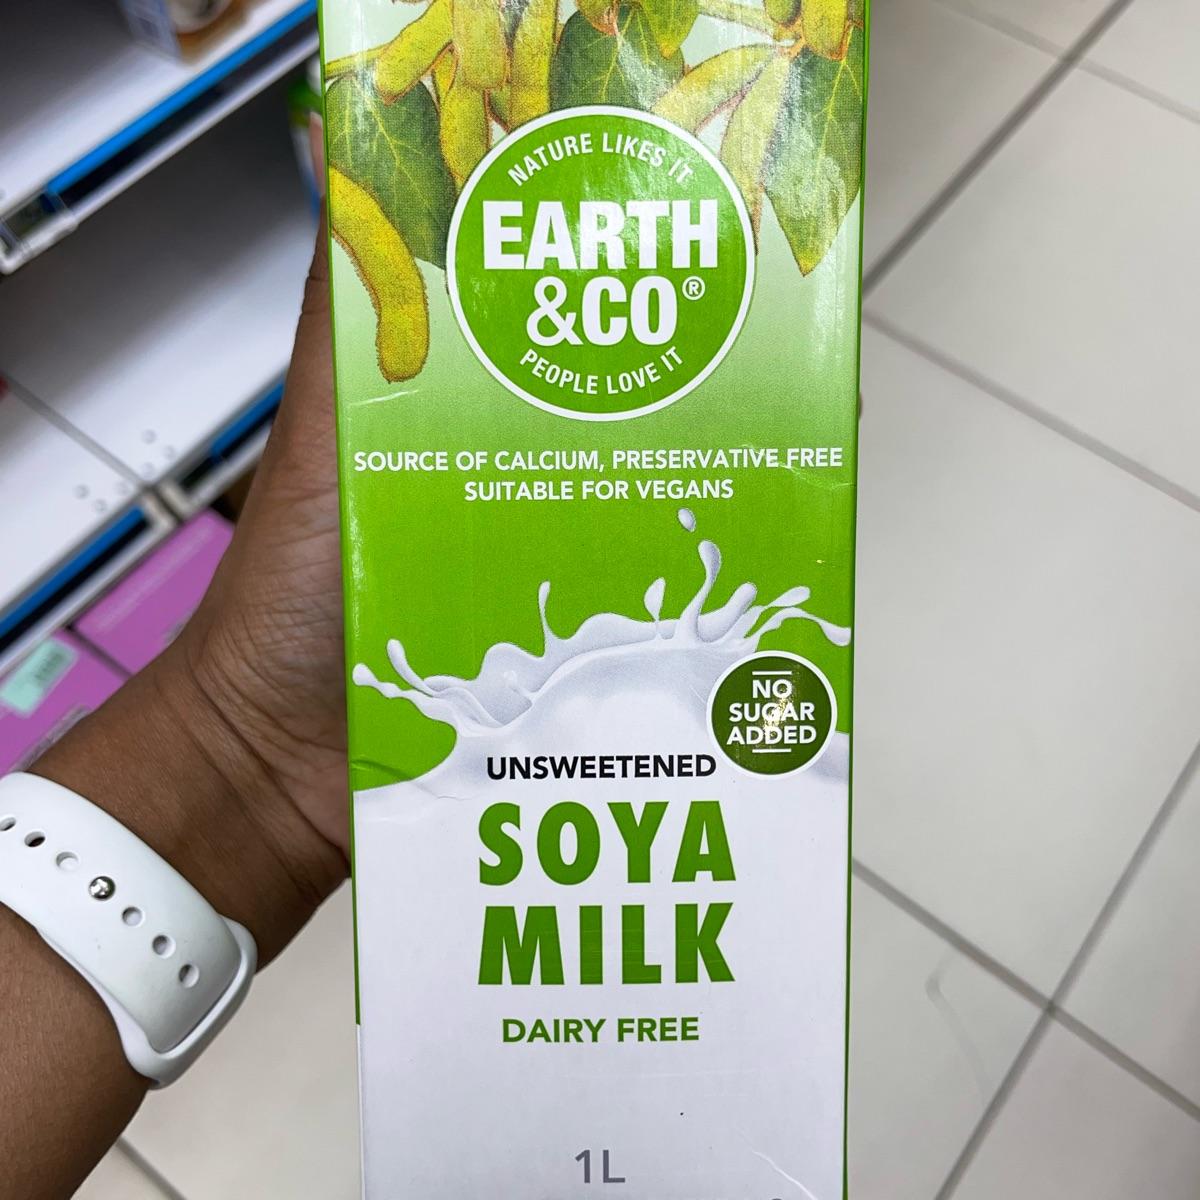 NATURE LIKES IT
EARTH
&CO®
PEOPLE LOVE IT
SOURCE OF CALCIUM, PRESERVATIVE FREE
SUITABLE FOR VEGANS
NO
SUGAR
ADDED
UNSWEETENED
SOYA
MILK
DAIRY FREE
1L